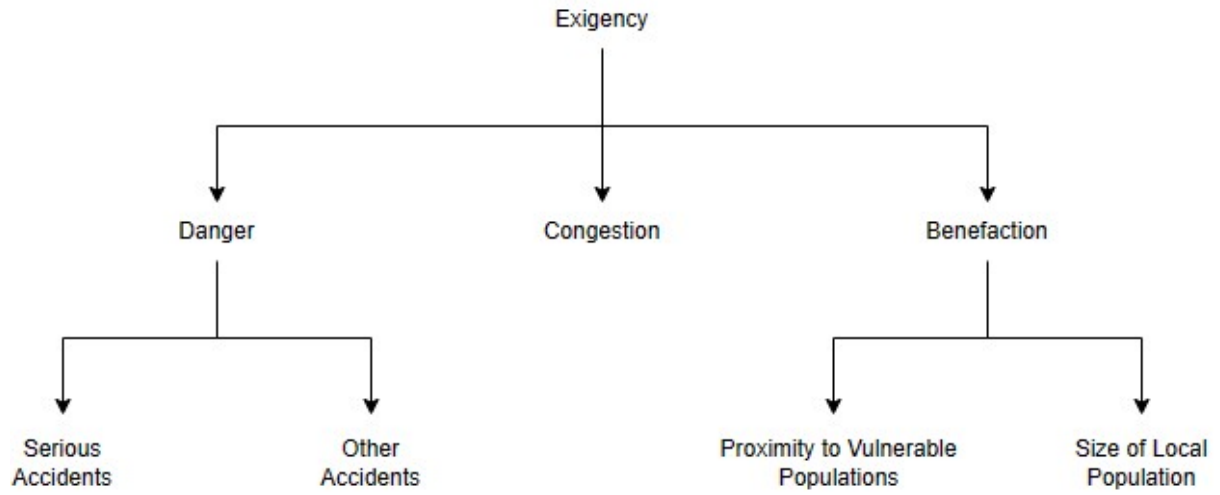 Exigency
Danger
Congestion
Benefaction
Serious
Accidents
Other
Accidents
Proximity to Vulnerable
Populations
Size of Local
Population